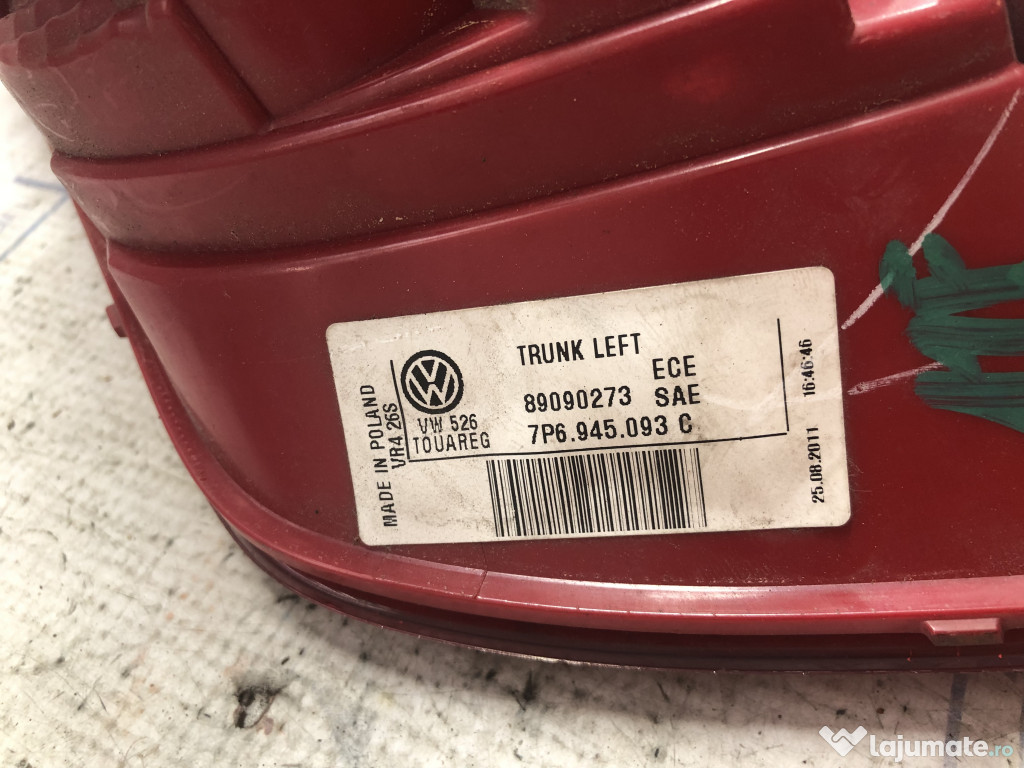 TRUNK LEFT
ECE
89090273 SAE
7P6.945.093 C
VW 526
TOUAREG
MADE IN POLAND
VR4 26S
25.08.2011 16:46:46
lajumate.ro